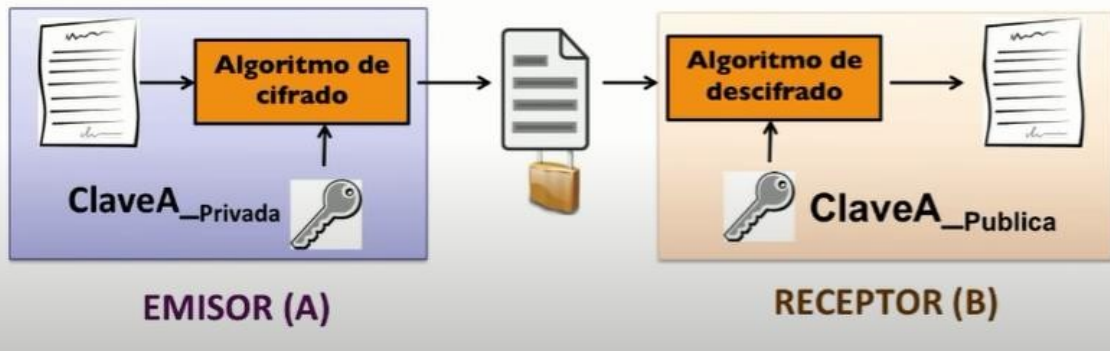 Algoritmo de
cifrado
ClaveA_Privada
EMISOR (A)
Algoritmo de
descifrado
ClaveA_Publica
RECEPTOR (B)